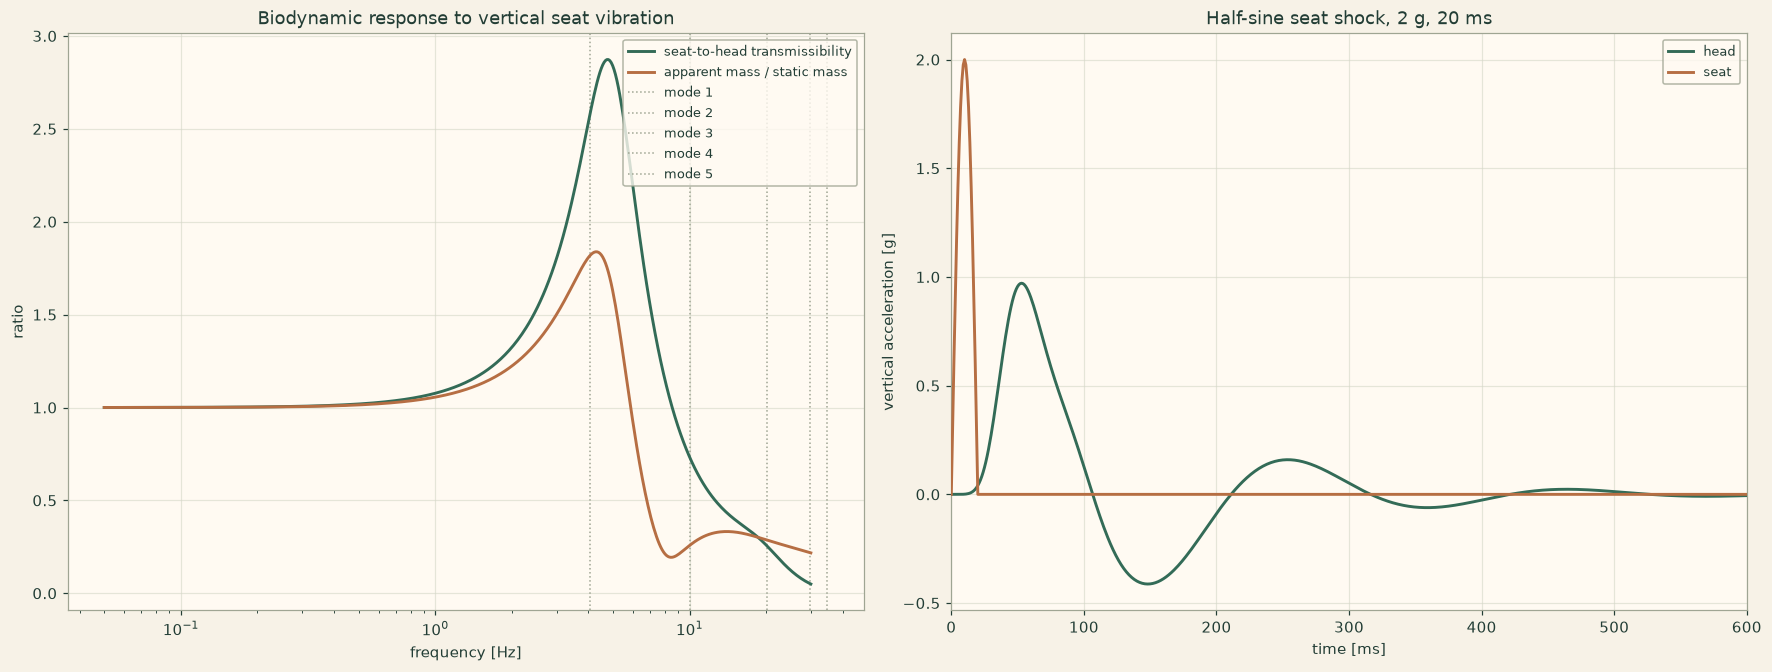 Biodynamic response to vertical seat vibration
3.0
2.5
2.0
1.5
1.0
0.5
0.0
ratio
10⁻¹
10⁰
10¹
frequency [Hz]
seat-to-head transmissibility
apparent mass / static mass
mode 1
mode 2
mode 3
mode 4
mode 5
Half-sine seat shock, 2 g, 20 ms
2.0
1.5
1.0
0.5
0.0
−0.5
vertical acceleration [g]
0
100
200
300
400
500
600
time [ms]
head
seat